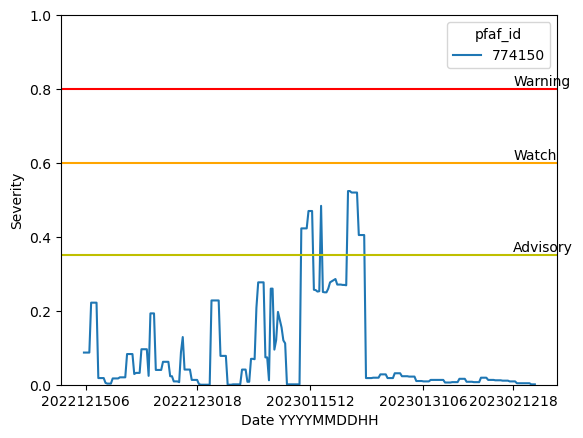 pfaf_id
774150
1.0
0.8
0.6
0.4
0.2
0.0
Severity
Warning
Watch
Advisory
2022121506
2022123018
2023011512
2023013106
2023021218
Date YYYYMMDDHH